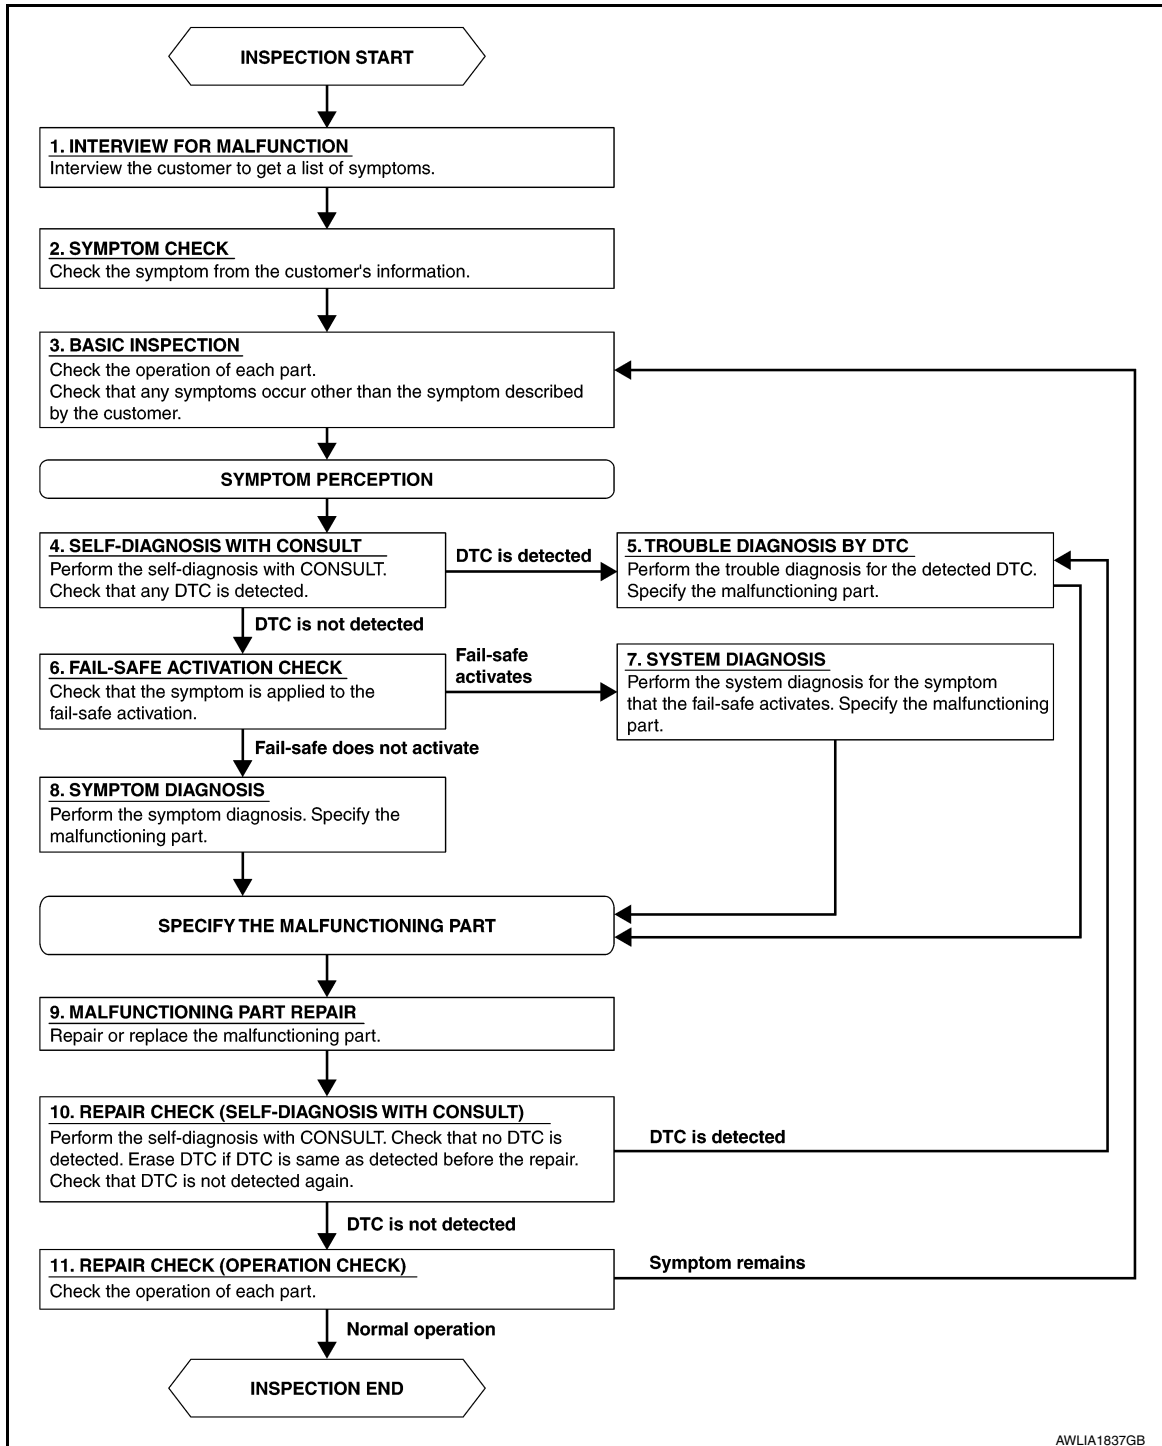 INSPECTION START
1. INTERVIEW FOR MALFUNCTION
Interview the customer to get a list of symptoms.
2. SYMPTOM CHECK
Check the symptom from the customer's information.
3. BASIC INSPECTION
Check the operation of each part.
Check that any symptoms occur other than the symptom described
by the customer.
SYMPTOM PERCEPTION
4. SELF-DIAGNOSIS WITH CONSULT
Perform the self-diagnosis with CONSULT.
Check that any DTC is detected.
DTC is detected
5. TROUBLE DIAGNOSIS BY DTC
Perform the trouble diagnosis for the detected DTC.
Specify the malfunctioning part.
DTC is not detected
6. FAIL-SAFE ACTIVATION CHECK
Check that the symptom is applied to the
fail-safe activation.
Fail-safe
activates
7. SYSTEM DIAGNOSIS
Perform the system diagnosis for the symptom
that the fail-safe activates. Specify the malfunctioning
part.
Fail-safe does not activate
8. SYMPTOM DIAGNOSIS
Perform the symptom diagnosis. Specify the
malfunctioning part.
SPECIFY THE MALFUNCTIONING PART
9. MALFUNCTIONING PART REPAIR
Repair or replace the malfunctioning part.
10. REPAIR CHECK (SELF-DIAGNOSIS WITH CONSULT)
Perform the self-diagnosis with CONSULT. Check that no DTC is
detected. Erase DTC if DTC is same as detected before the repair.
Check that DTC is not detected again.
DTC is detected
DTC is not detected
11. REPAIR CHECK (OPERATION CHECK)
Check the operation of each part.
Symptom remains
Normal operation
INSPECTION END
AWLIA1837GB